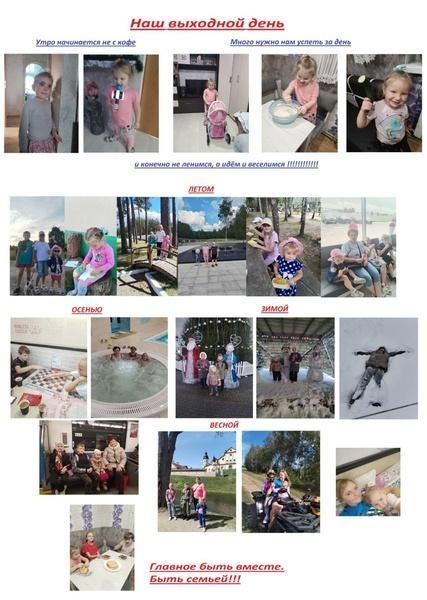 Наш выходной день
Утро начинается не с кофе
Много нужно нам успеть за день
и конечно не ленимся, а идём и веселимся !!!!!!!!!!!!!
ЛЕТОМ
ОСЕНЬЮ
ЗИМОЙ
ВЕСНОЙ
Главное быть вместе.
Быть семьей!!!